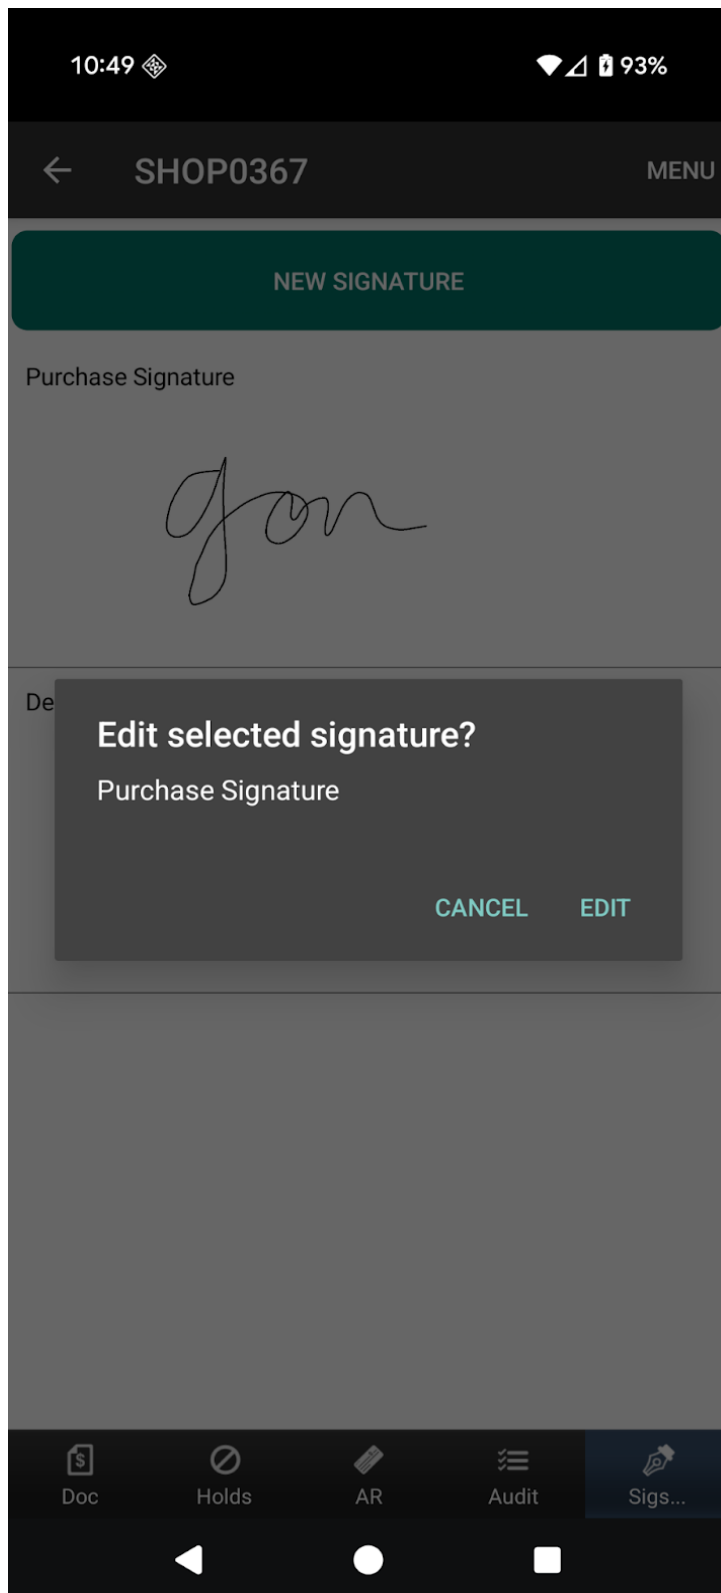 10:49 93%
SHOP0367 MENU
NEW SIGNATURE
Purchase Signature
De
Edit selected signature?
Purchase Signature
CANCEL EDIT
Doc Holds AR Audit Sigs...